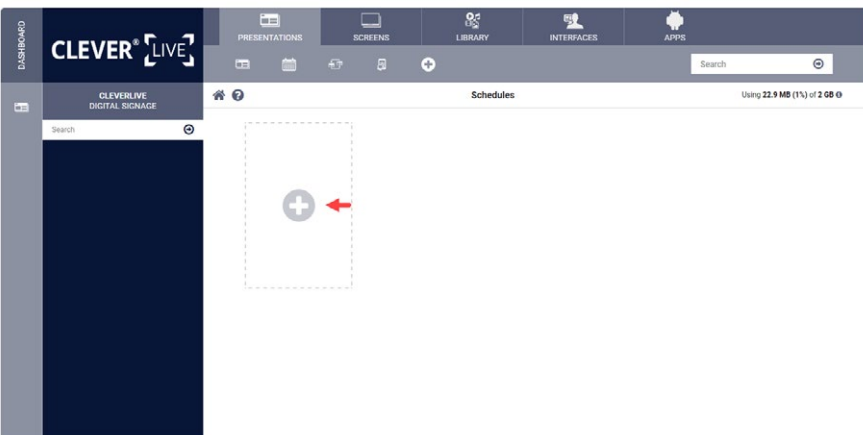 DASHBOARD
CLEVER® [LIVE]
PRESENTATIONS
SCREENS
LIBRARY
INTERFACES
APPS
Search
CLEVERLIVE
DIGITAL SIGNAGE
Search
Schedules
Using 22.9 MB (1%) of 2 GB